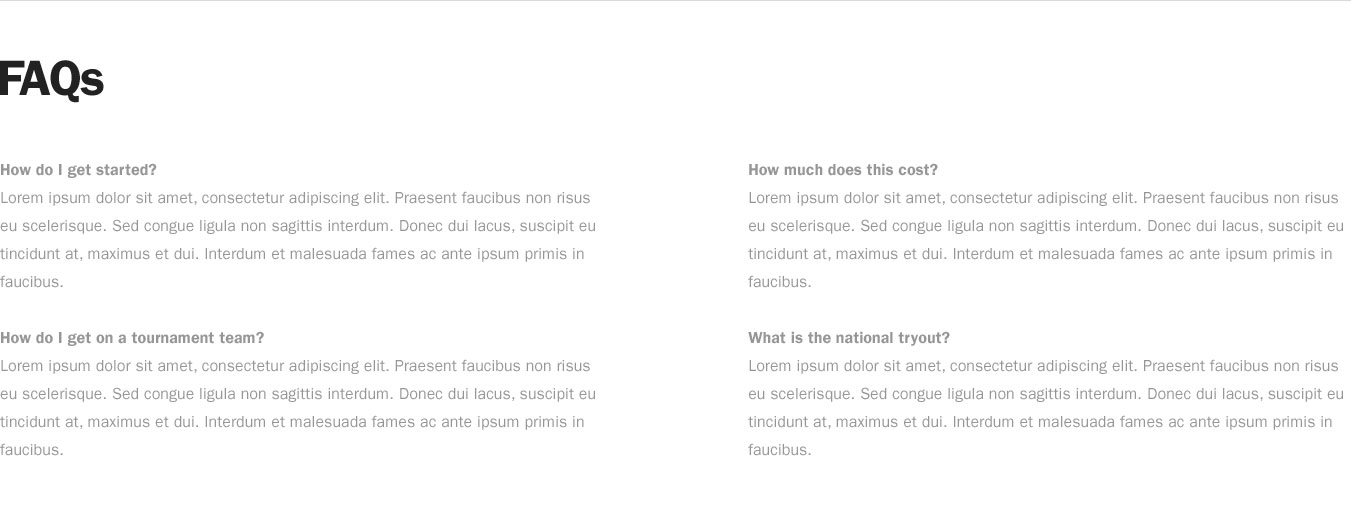 FAQs
How do I get started?
Lorem ipsum dolor sit amet, consectetur adipiscing elit. Praesent faucibus non risus
eu scelerisque. Sed congue ligula non sagittis interdum. Donec dui lacus, suscipit eu
tincidunt at, maximus et dui. Interdum et malesuada fames ac ante ipsum primis in
faucibus.
How do I get on a tournament team?
Lorem ipsum dolor sit amet, consectetur adipiscing elit. Praesent faucibus non risus
eu scelerisque. Sed congue ligula non sagittis interdum. Donec dui lacus, suscipit eu
tincidunt at, maximus et dui. Interdum et malesuada fames ac ante ipsum primis in
faucibus.
How much does this cost?
Lorem ipsum dolor sit amet, consectetur adipiscing elit. Praesent faucibus non risus
eu scelerisque. Sed congue ligula non sagittis interdum. Donec dui lacus, suscipit eu
tincidunt at, maximus et dui. Interdum et malesuada fames ac ante ipsum primis in
faucibus.
What is the national tryout?
Lorem ipsum dolor sit amet, consectetur adipiscing elit. Praesent faucibus non risus
eu scelerisque. Sed congue ligula non sagittis interdum. Donec dui lacus, suscipit eu
tincidunt at, maximus et dui. Interdum et malesuada fames ac ante ipsum primis in
faucibus.